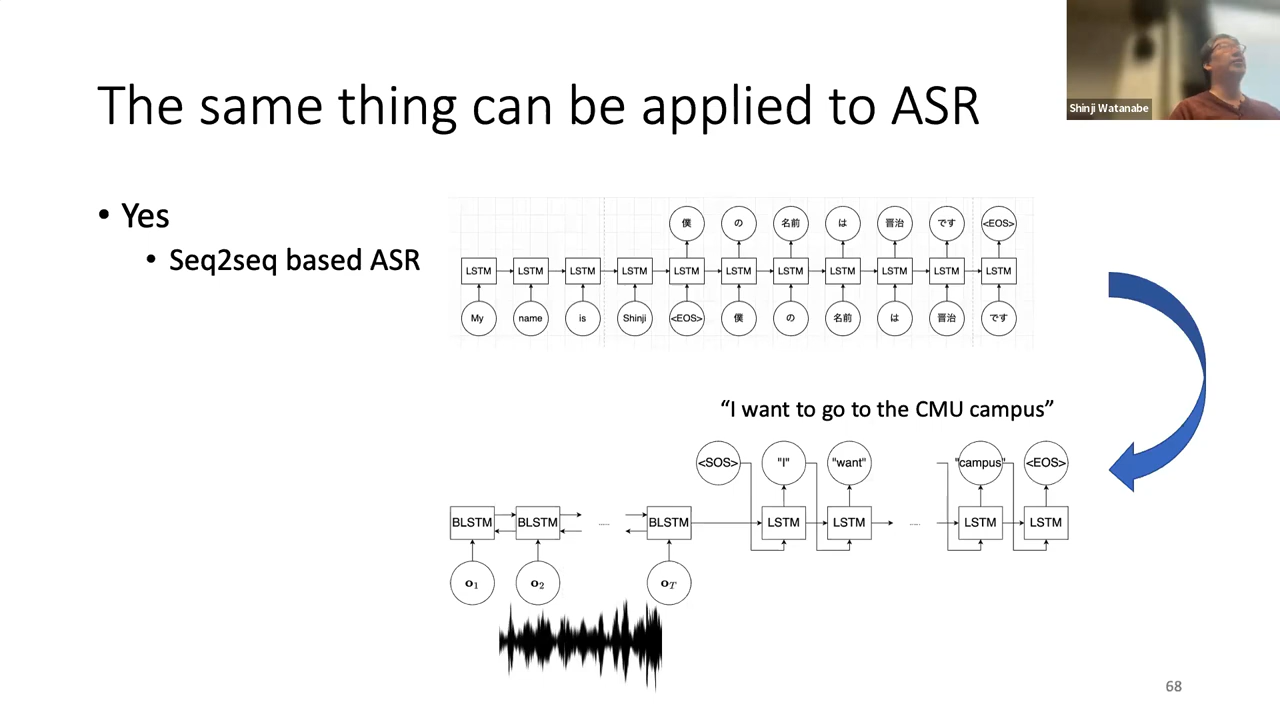 Shinji Watanabe
The same thing can be applied to ASR
• Yes
• Seq2seq based ASR
僕 の 名前 は 晋治 です <EOS>
LSTM LSTM LSTM LSTM LSTM LSTM LSTM LSTM LSTM LSTM LSTM
My name is Shinji <EOS> 僕 の 名前 は 晋治 です
“I want to go to the CMU campus”
<SOS> "I" "want" "campus" <EOS>
BLSTM BLSTM ..... BLSTM LSTM LSTM ..... LSTM LSTM
o₁ o₂ o_T
68